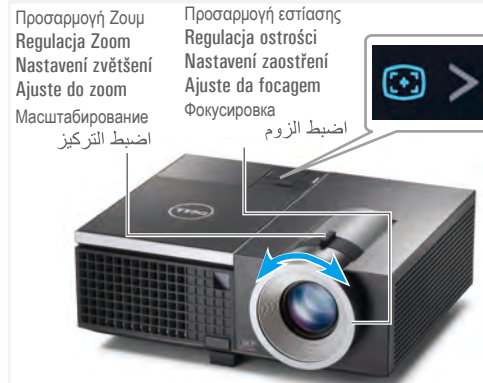 Προσαρμογή Ζουμ
Regulacja Zoom
Nastavení zvětšení
Ajuste do zoom
Масштабирование
اضبط التركيز
Προσαρμογή εστίασης
Regulacja ostrości
Nastavení zaostření
Ajuste da focagem
Фокусировка
اضبط الزوم
DELL